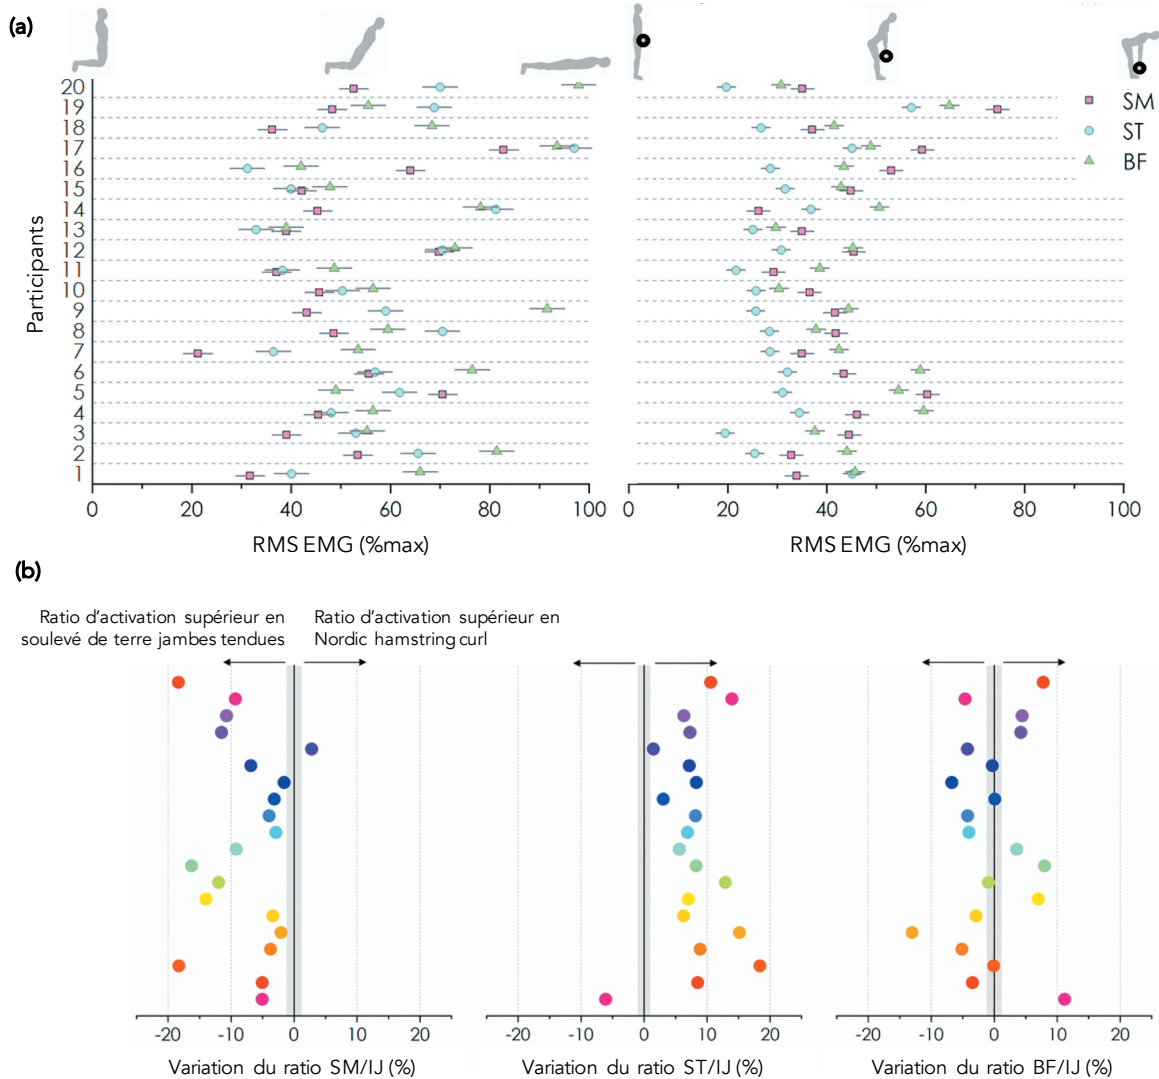 (a)
SM
ST
BF
20
19
18
17
16
15
14
13
12
11
10
9
8
7
6
5
4
3
2
1
Participants
0 20 40 60 80 100
0 20 40 60 80 100
RMS EMG (%max)
RMS EMG (%max)
(b)
Ratio d'activation supérieur en
soulevé de terre jambes tendues
Ratio d'activation supérieur en
Nordic hamstring curl
-20 -10 0 10 20
-20 -10 0 10 20
-20 -10 0 10 20
Variation du ratio SM/IJ (%)
Variation du ratio ST/IJ (%)
Variation du ratio BF/IJ (%)